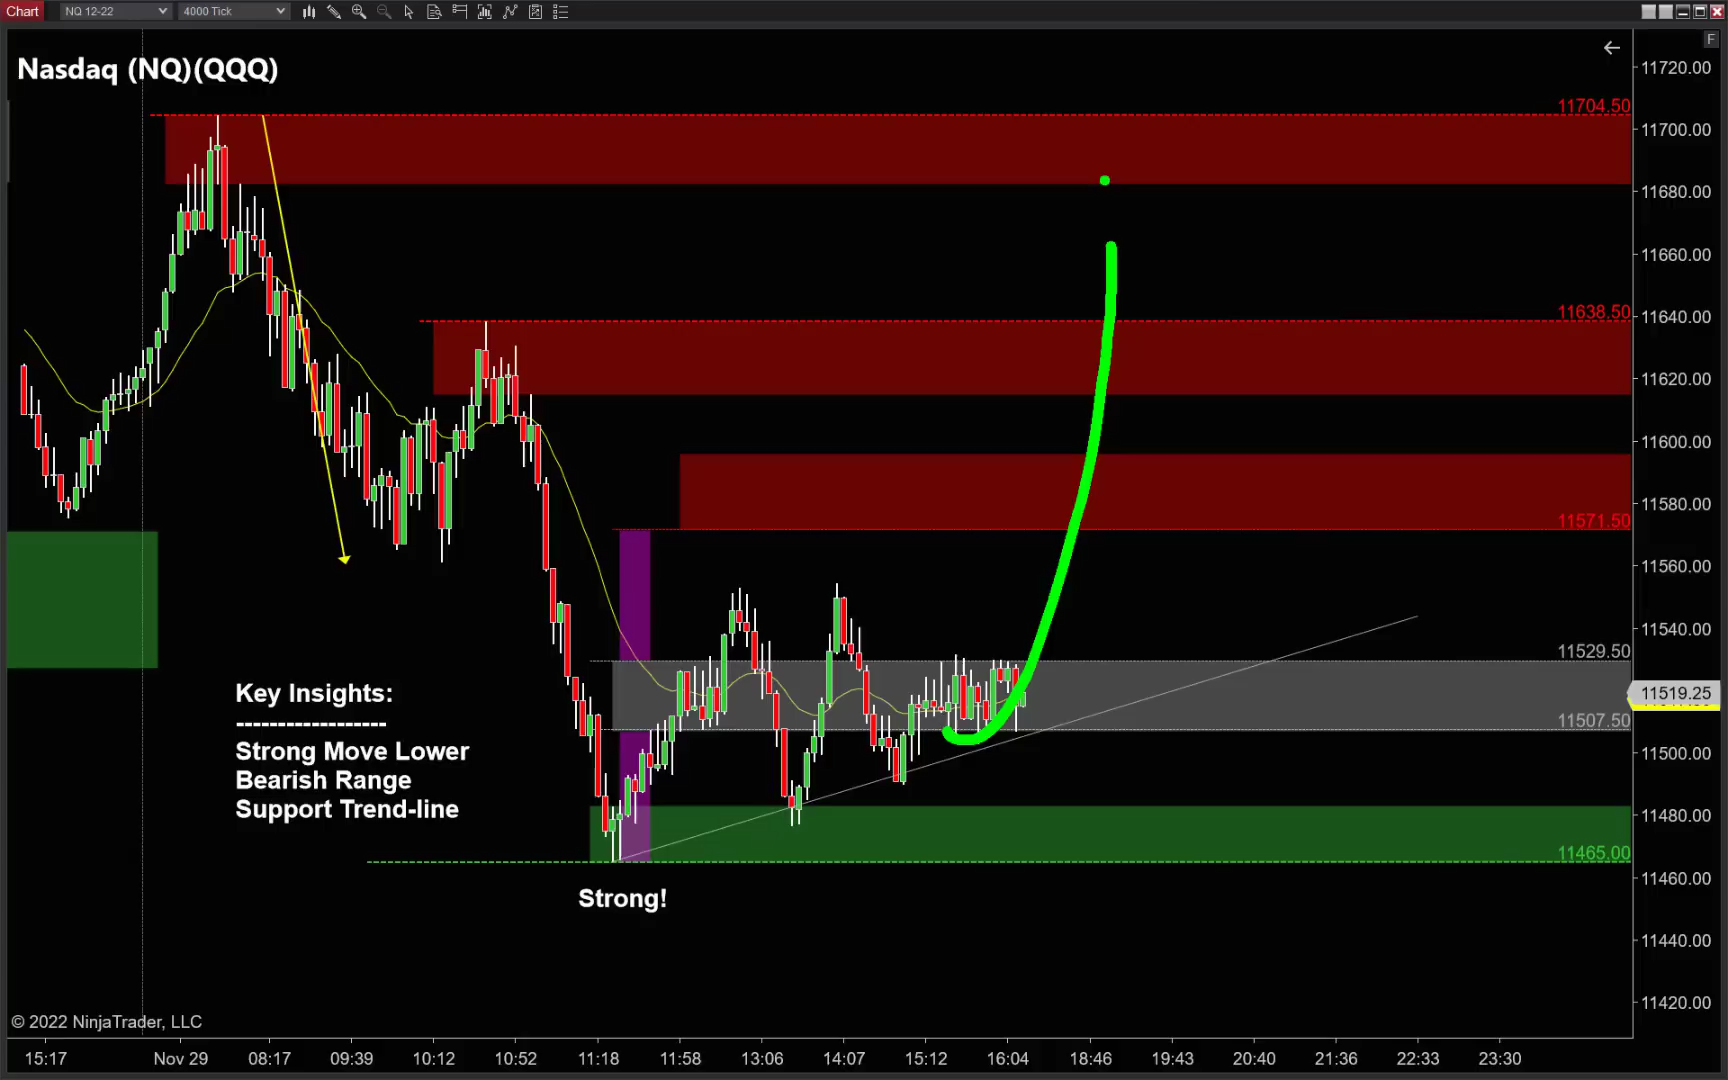 Chart NQ 12-22 4000 Tick
F
Nasdaq (NQ)(QQQ)
11720.00
11704.50
11700.00
11680.00
11660.00
11638.50
11640.00
11620.00
11600.00
11580.00
11571.50
11560.00
11540.00
11529.50
11519.25
11507.50
11500.00
11480.00
11465.00
11460.00
11440.00
11420.00
Key Insights:
------------------
Strong Move Lower
Bearish Range
Support Trend-line
Strong!
© 2022 NinjaTrader, LLC
15:17 Nov 29 08:17 09:39 10:12 10:52 11:18 11:58 13:06 14:07 15:12 16:04 18:46 19:43 20:40 21:36 22:33 23:30